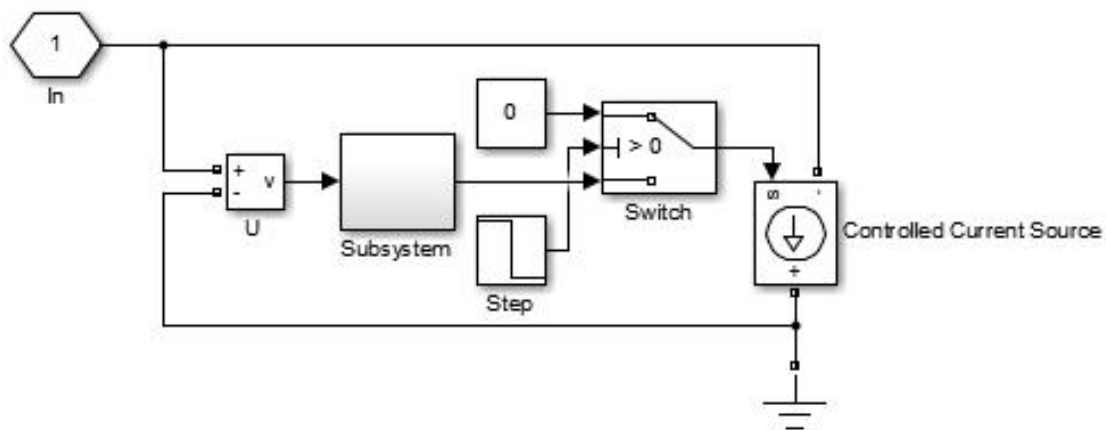 1
In
+
-
v
U
Subsystem
0
Step
> 0
Switch
s
-
+
Controlled Current Source